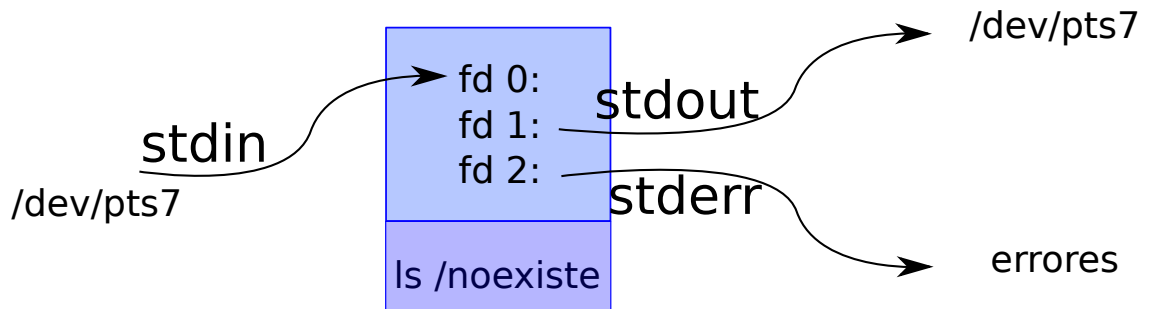 /dev/pts7
fd 0:
stdout
fd 1:
stdin
fd 2:
stderr
/dev/pts7
errores
ls /noexiste